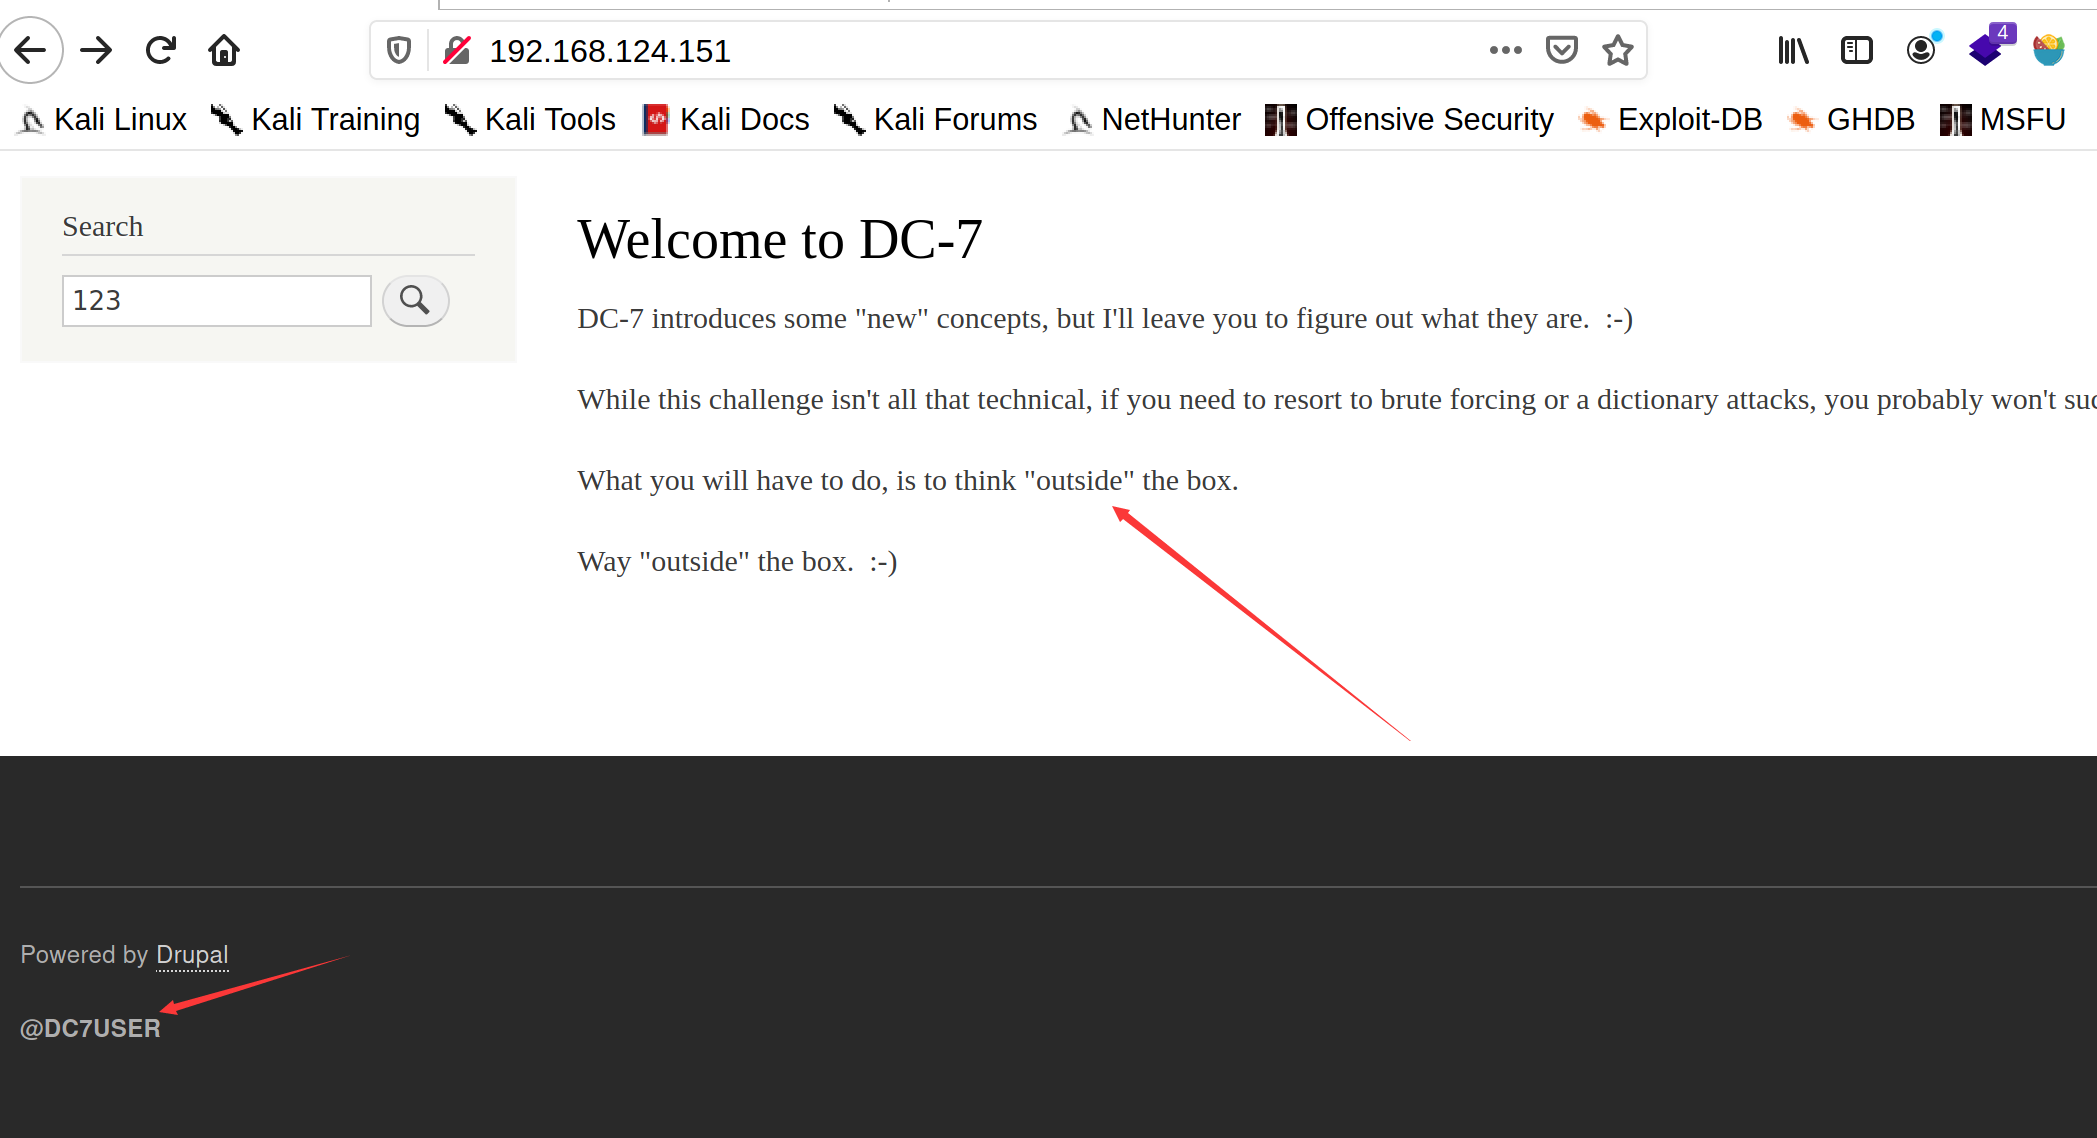 192.168.124.151
4
Kali Linux Kali Training Kali Tools Kali Docs Kali Forums NetHunter Offensive Security Exploit-DB GHDB MSFU
Search
123
Welcome to DC-7
DC-7 introduces some "new" concepts, but I'll leave you to figure out what they are.  :-)
While this challenge isn't all that technical, if you need to resort to brute forcing or a dictionary attacks, you probably won't suc
What you will have to do, is to think "outside" the box.
Way "outside" the box.  :-)
Powered by Drupal
@DC7USER